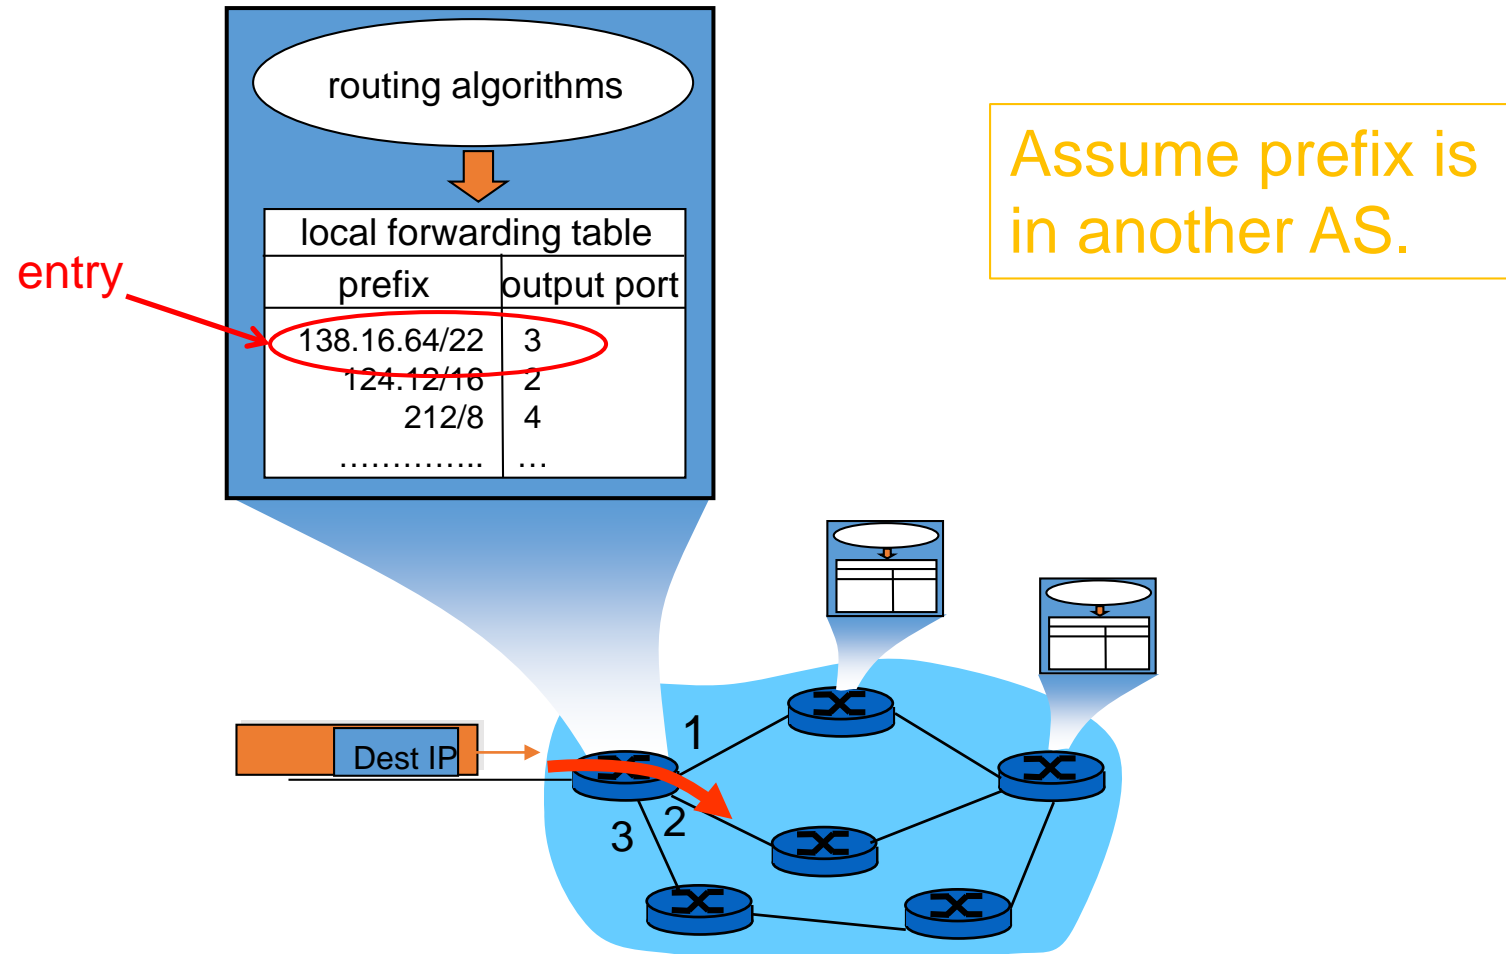 routing algorithms
Assume prefix is
in another AS.
local forwarding table
entry
prefix output port
138.16.64/22 3
124.12/16 2
212/8 4
………….. …
1
Dest IP
2
3